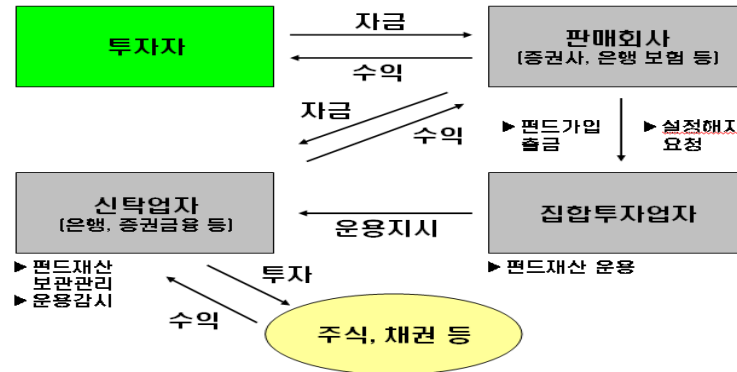 투자자
자금
수익
판매회사
(증권사, 은행 보험 등)
자금
수익
▶ 펀드가입
출금
▶ 설정해지
요청
신탁업자
(은행, 증권금융 등)
운용지시
집합투자업자
▶ 펀드재산
보관관리
▶ 운용감시
▶ 펀드재산 운용
투자
수익
주식, 채권 등